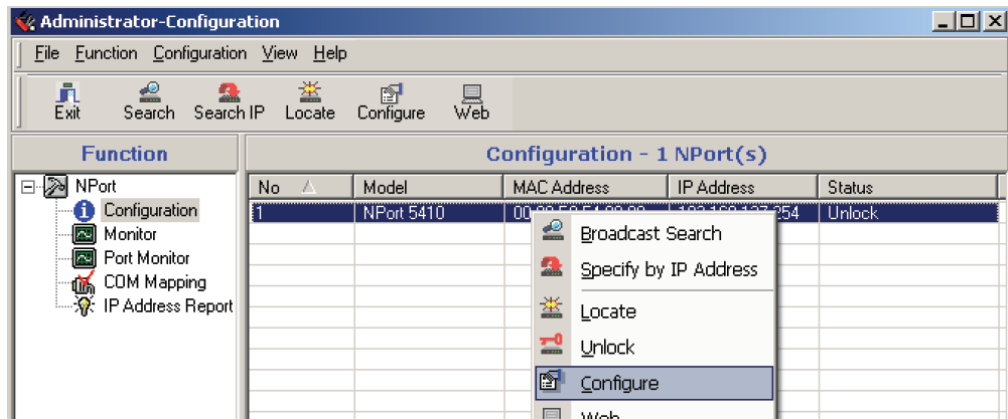 Administrator-Configuration
File Function Configuration View Help
Exit Search Search IP Locate Configure Web
Function
Configuration - 1 NPort(s)
NPort
Configuration
Monitor
Port Monitor
COM Mapping
IP Address Report
No Model MAC Address IP Address Status
1 NPort 5410 Unlock
Broadcast Search
Specify by IP Address
Locate
Unlock
Configure
Web